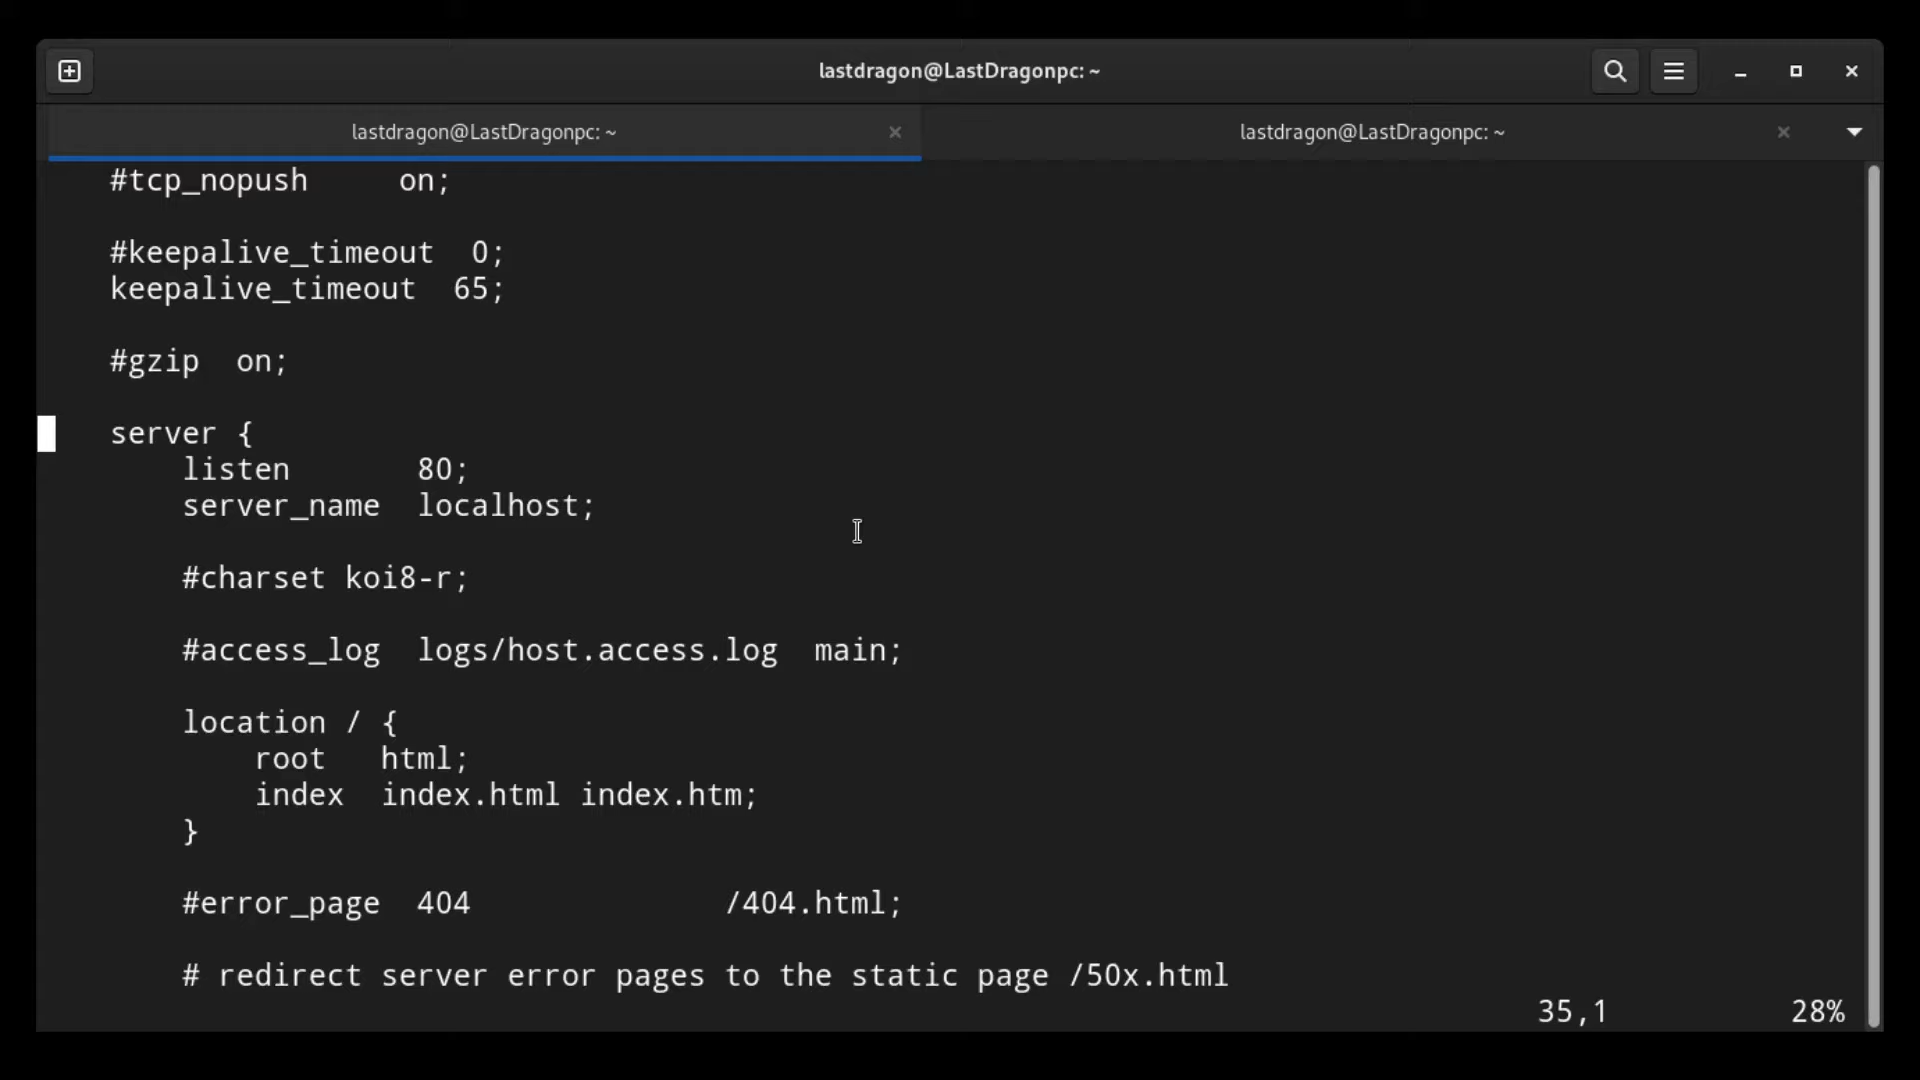 lastdragon@LastDragonpc: ~
lastdragon@LastDragonpc: ~ lastdragon@LastDragonpc: ~
#tcp_nopush     on;
#keepalive_timeout  0;
keepalive_timeout  65;
#gzip  on;
server {
listen       80;
server_name  localhost;
#charset koi8-r;
#access_log  logs/host.access.log  main;
location / {
root   html;
index  index.html index.htm;
}
#error_page  404              /404.html;
# redirect server error pages to the static page /50x.html
35,1 28%